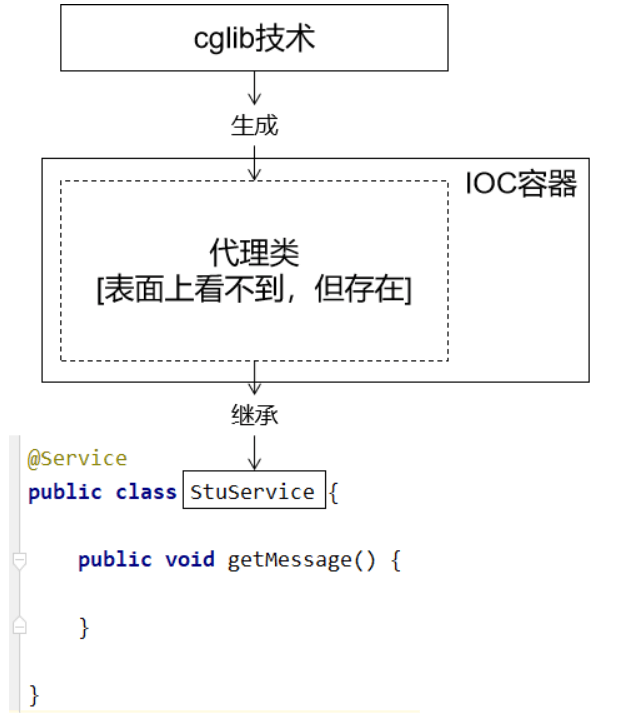 cglib技术
生成
IOC容器
代理类
[表面上看不到，但存在]
继承
@Service
public class StuService {
public void getMessage() {
}
}